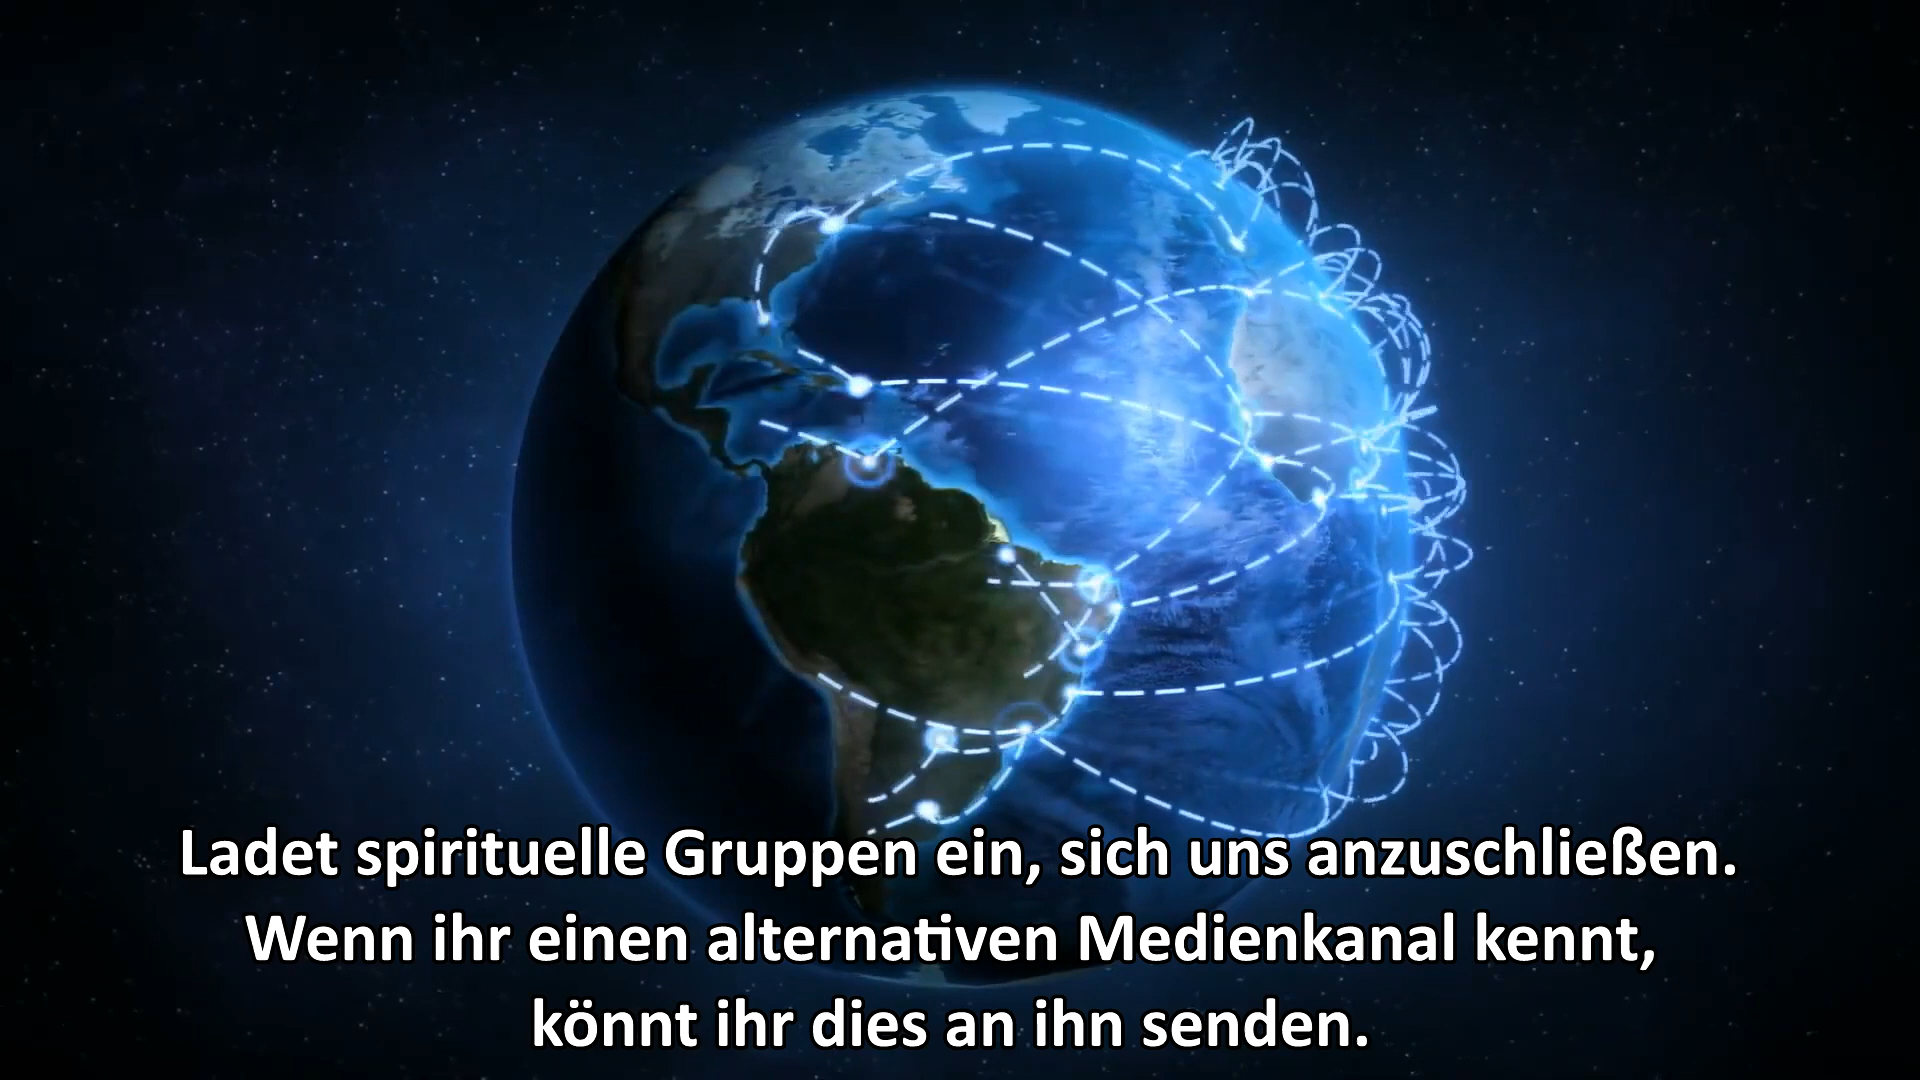 Ladet spirituelle Gruppen ein, sich uns anzuschließen.
Wenn ihr einen alternativen Medienkanal kennt,
könnt ihr dies an ihn senden.